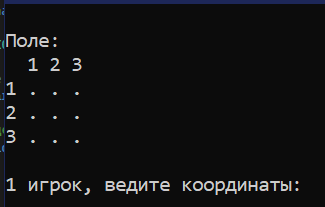 Поле:
1 2 3
1 . . .
2 . . .
3 . . .
1 игрок, ведите координаты: